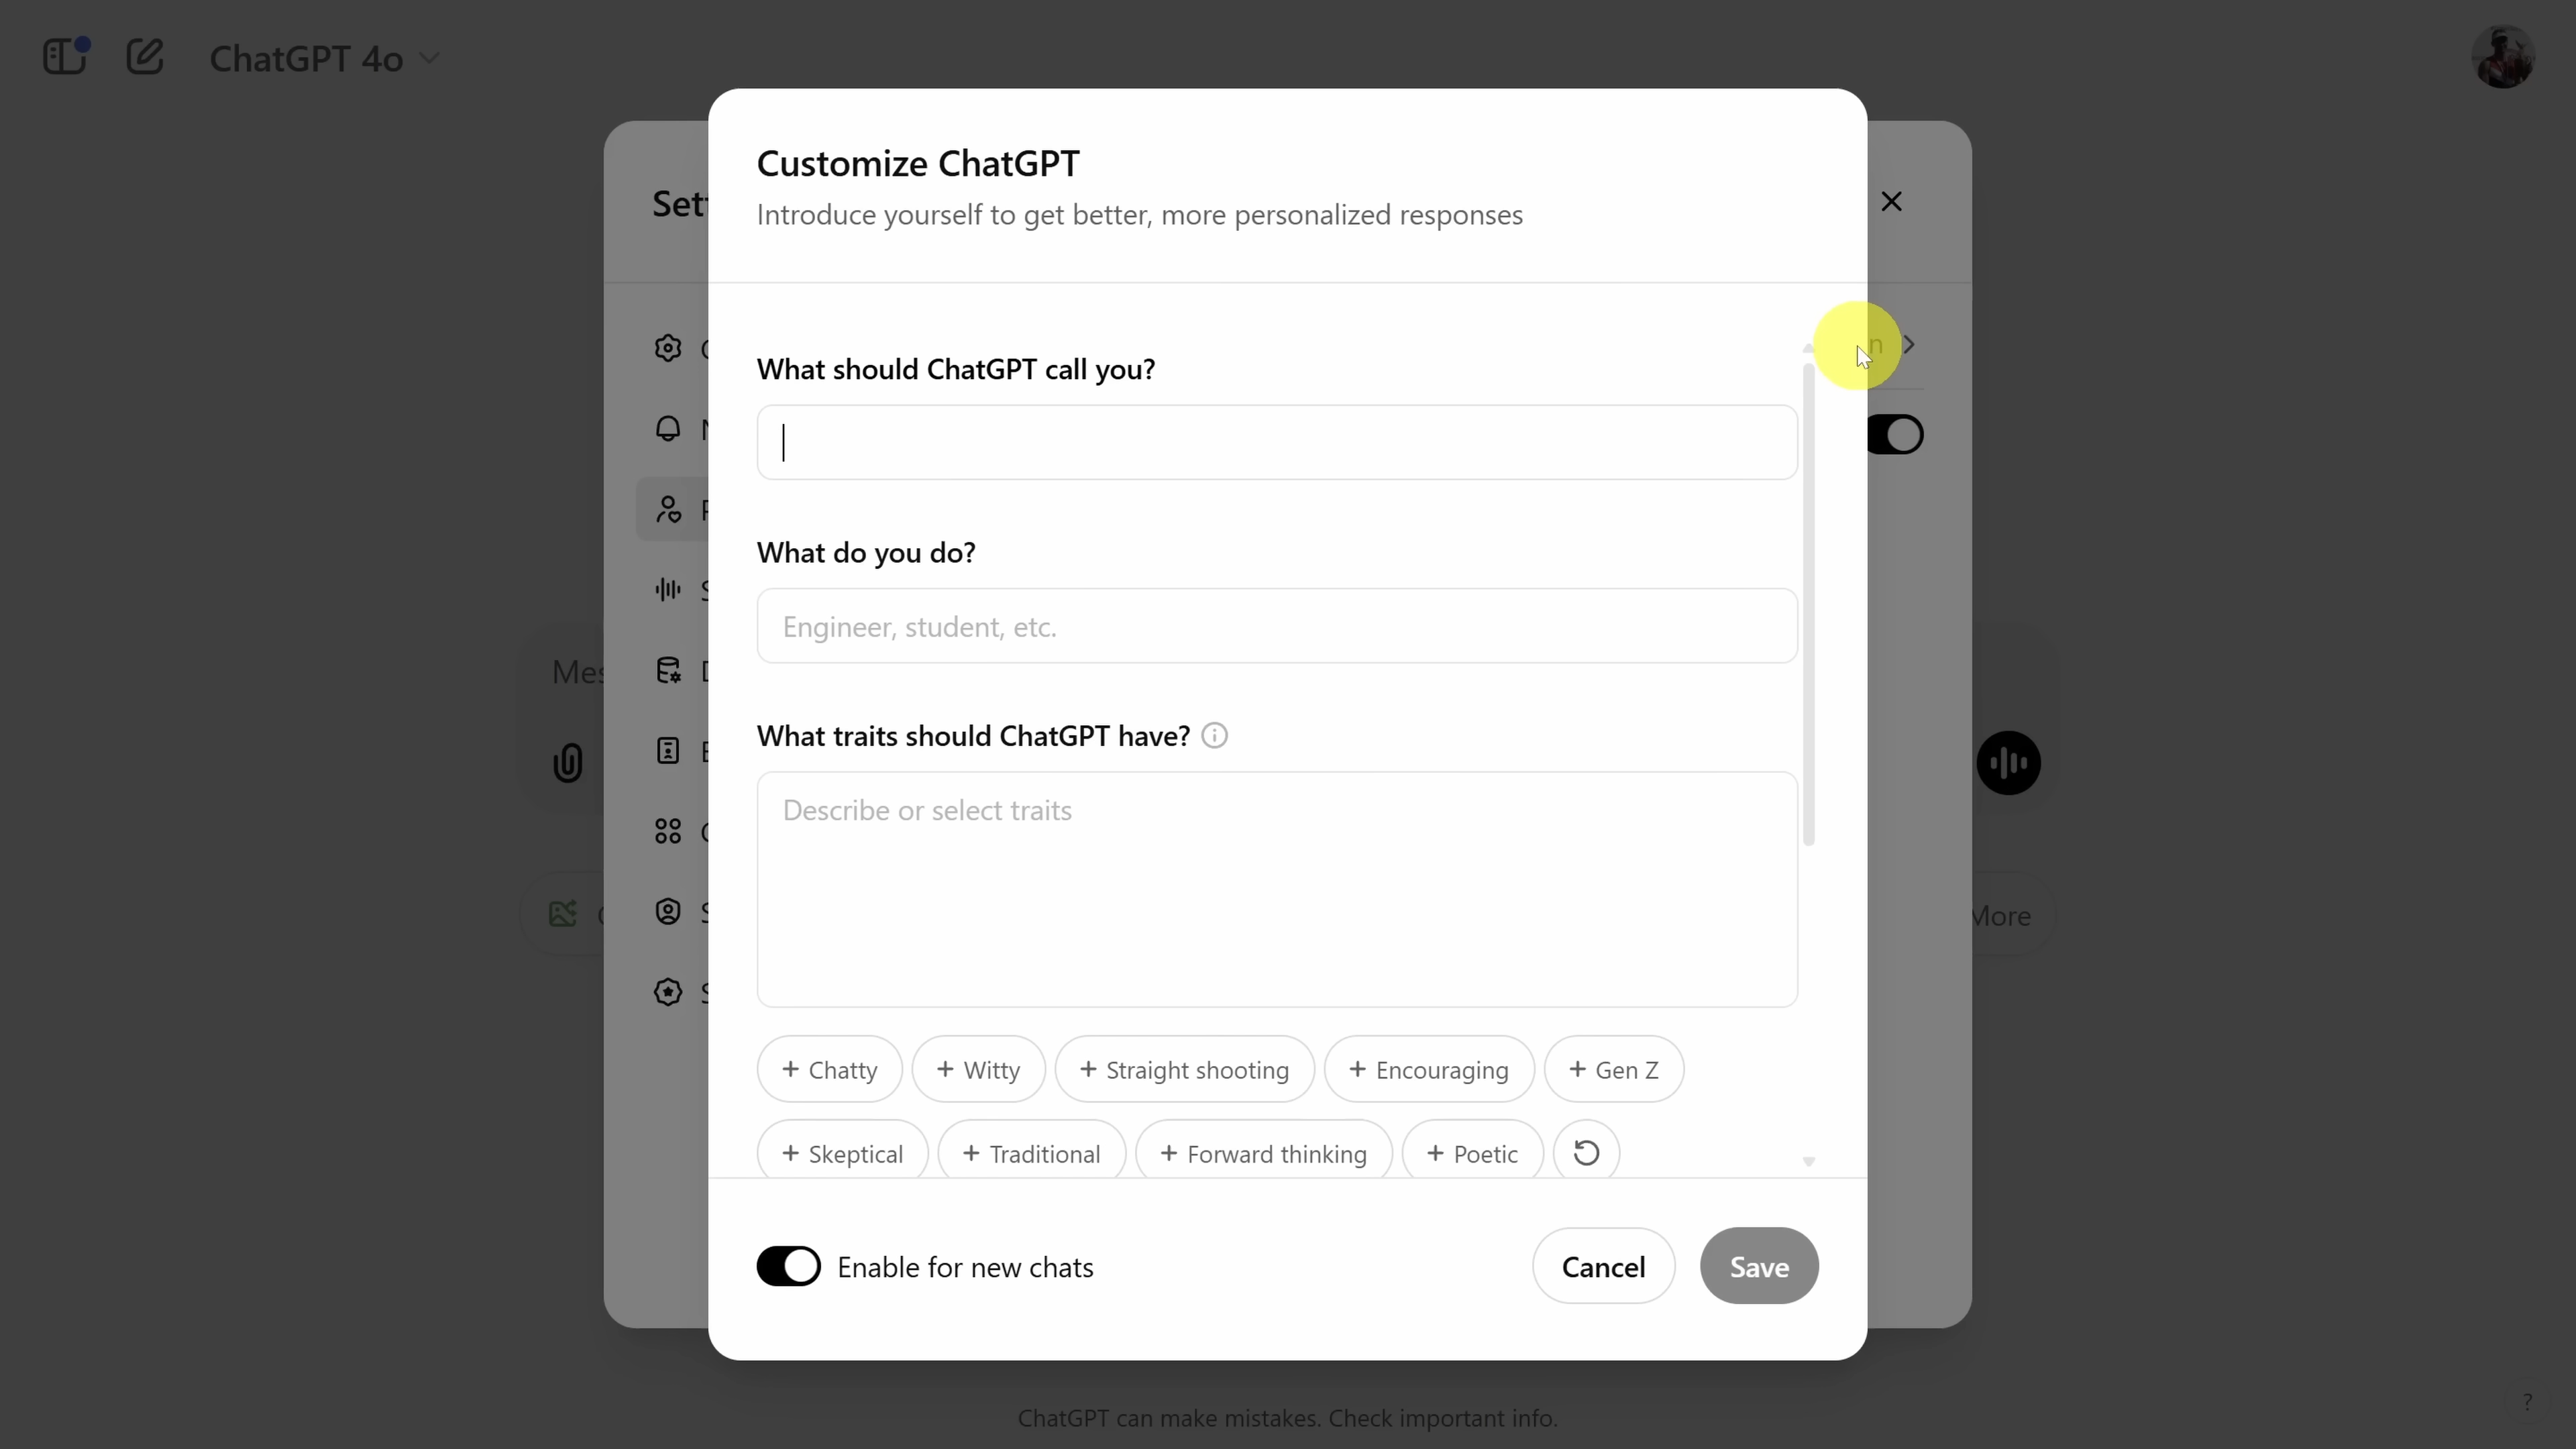 ChatGPT 4o
Customize ChatGPT
Introduce yourself to get better, more personalized responses
What should ChatGPT call you?
What do you do?
Engineer, student, etc.
What traits should ChatGPT have?
Describe or select traits
+ Chatty + Witty + Straight shooting + Encouraging + Gen Z
+ Skeptical + Traditional + Forward thinking + Poetic
More
Enable for new chats Cancel Save
ChatGPT can make mistakes. Check important info.
?